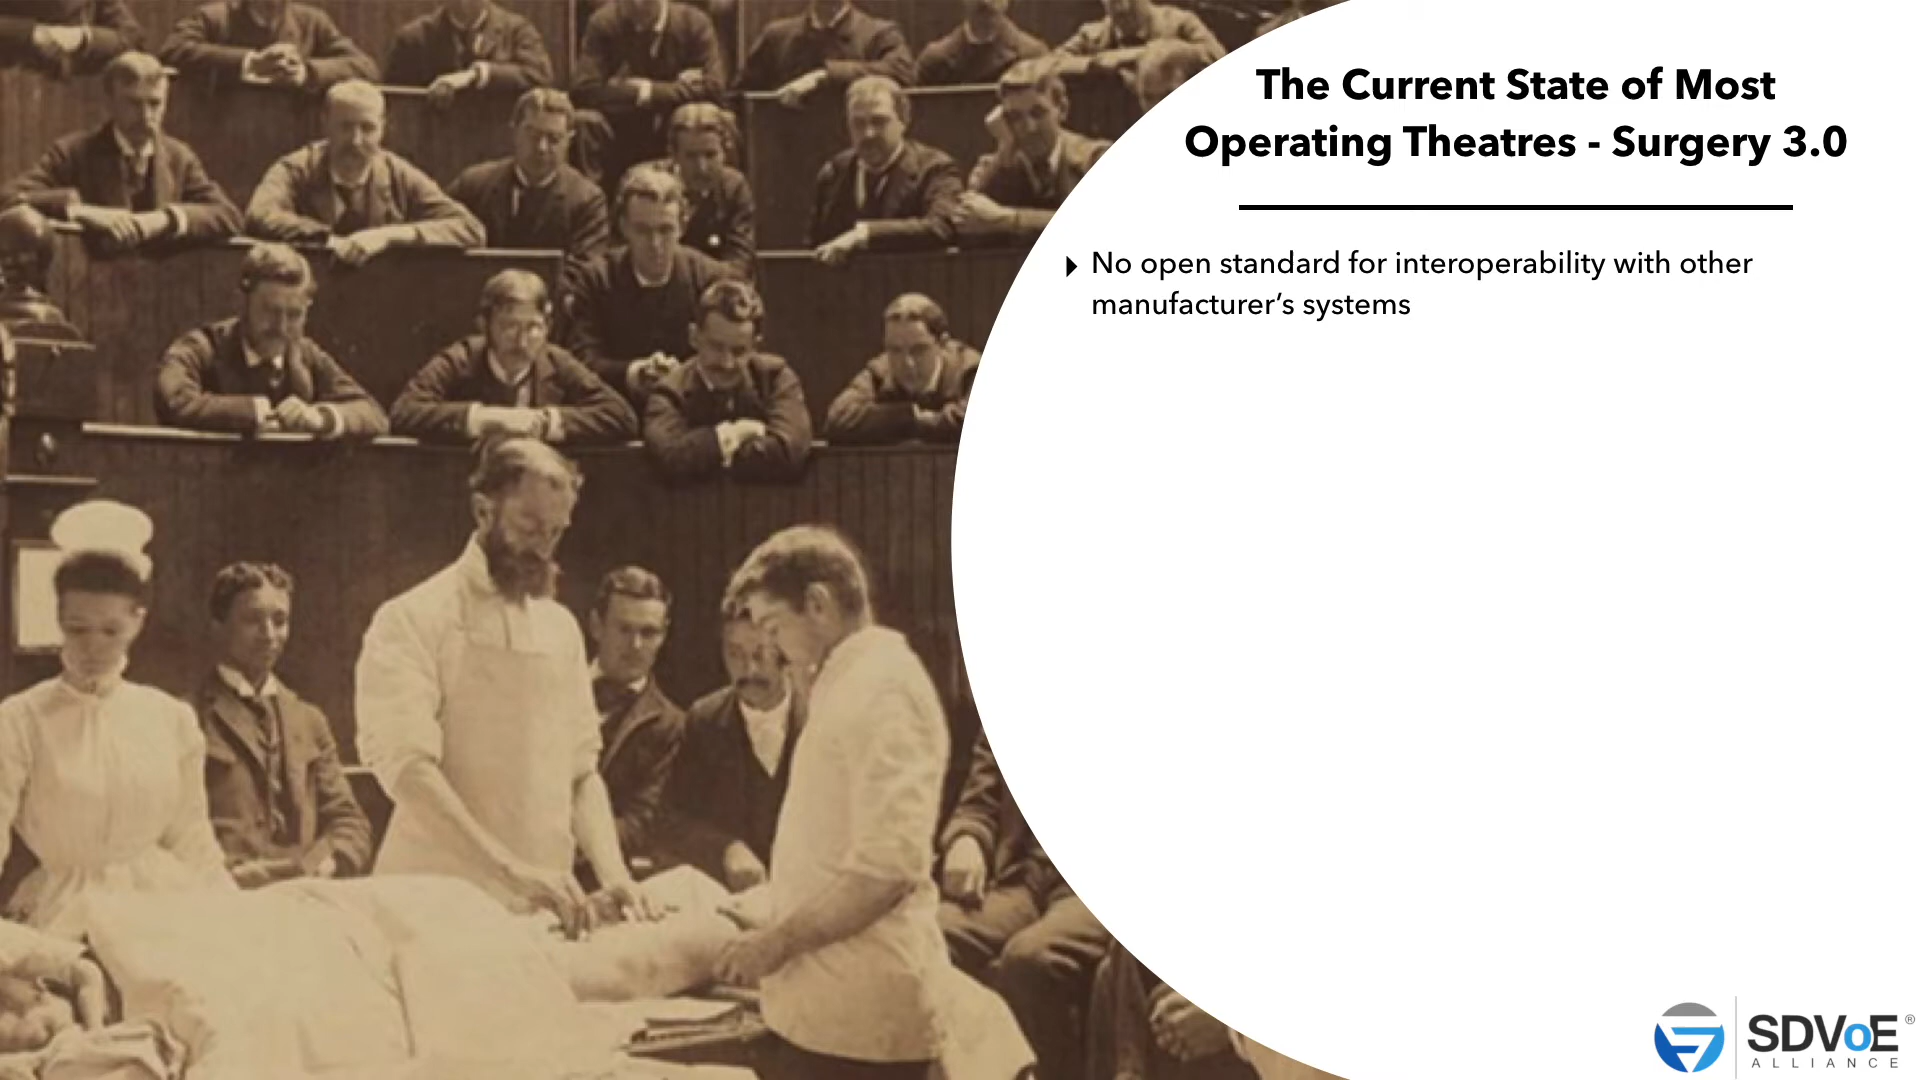 The Current State of Most
Operating Theatres - Surgery 3.0
No open standard for interoperability with other
manufacturer’s systems
SDVoE®
ALLIANCE